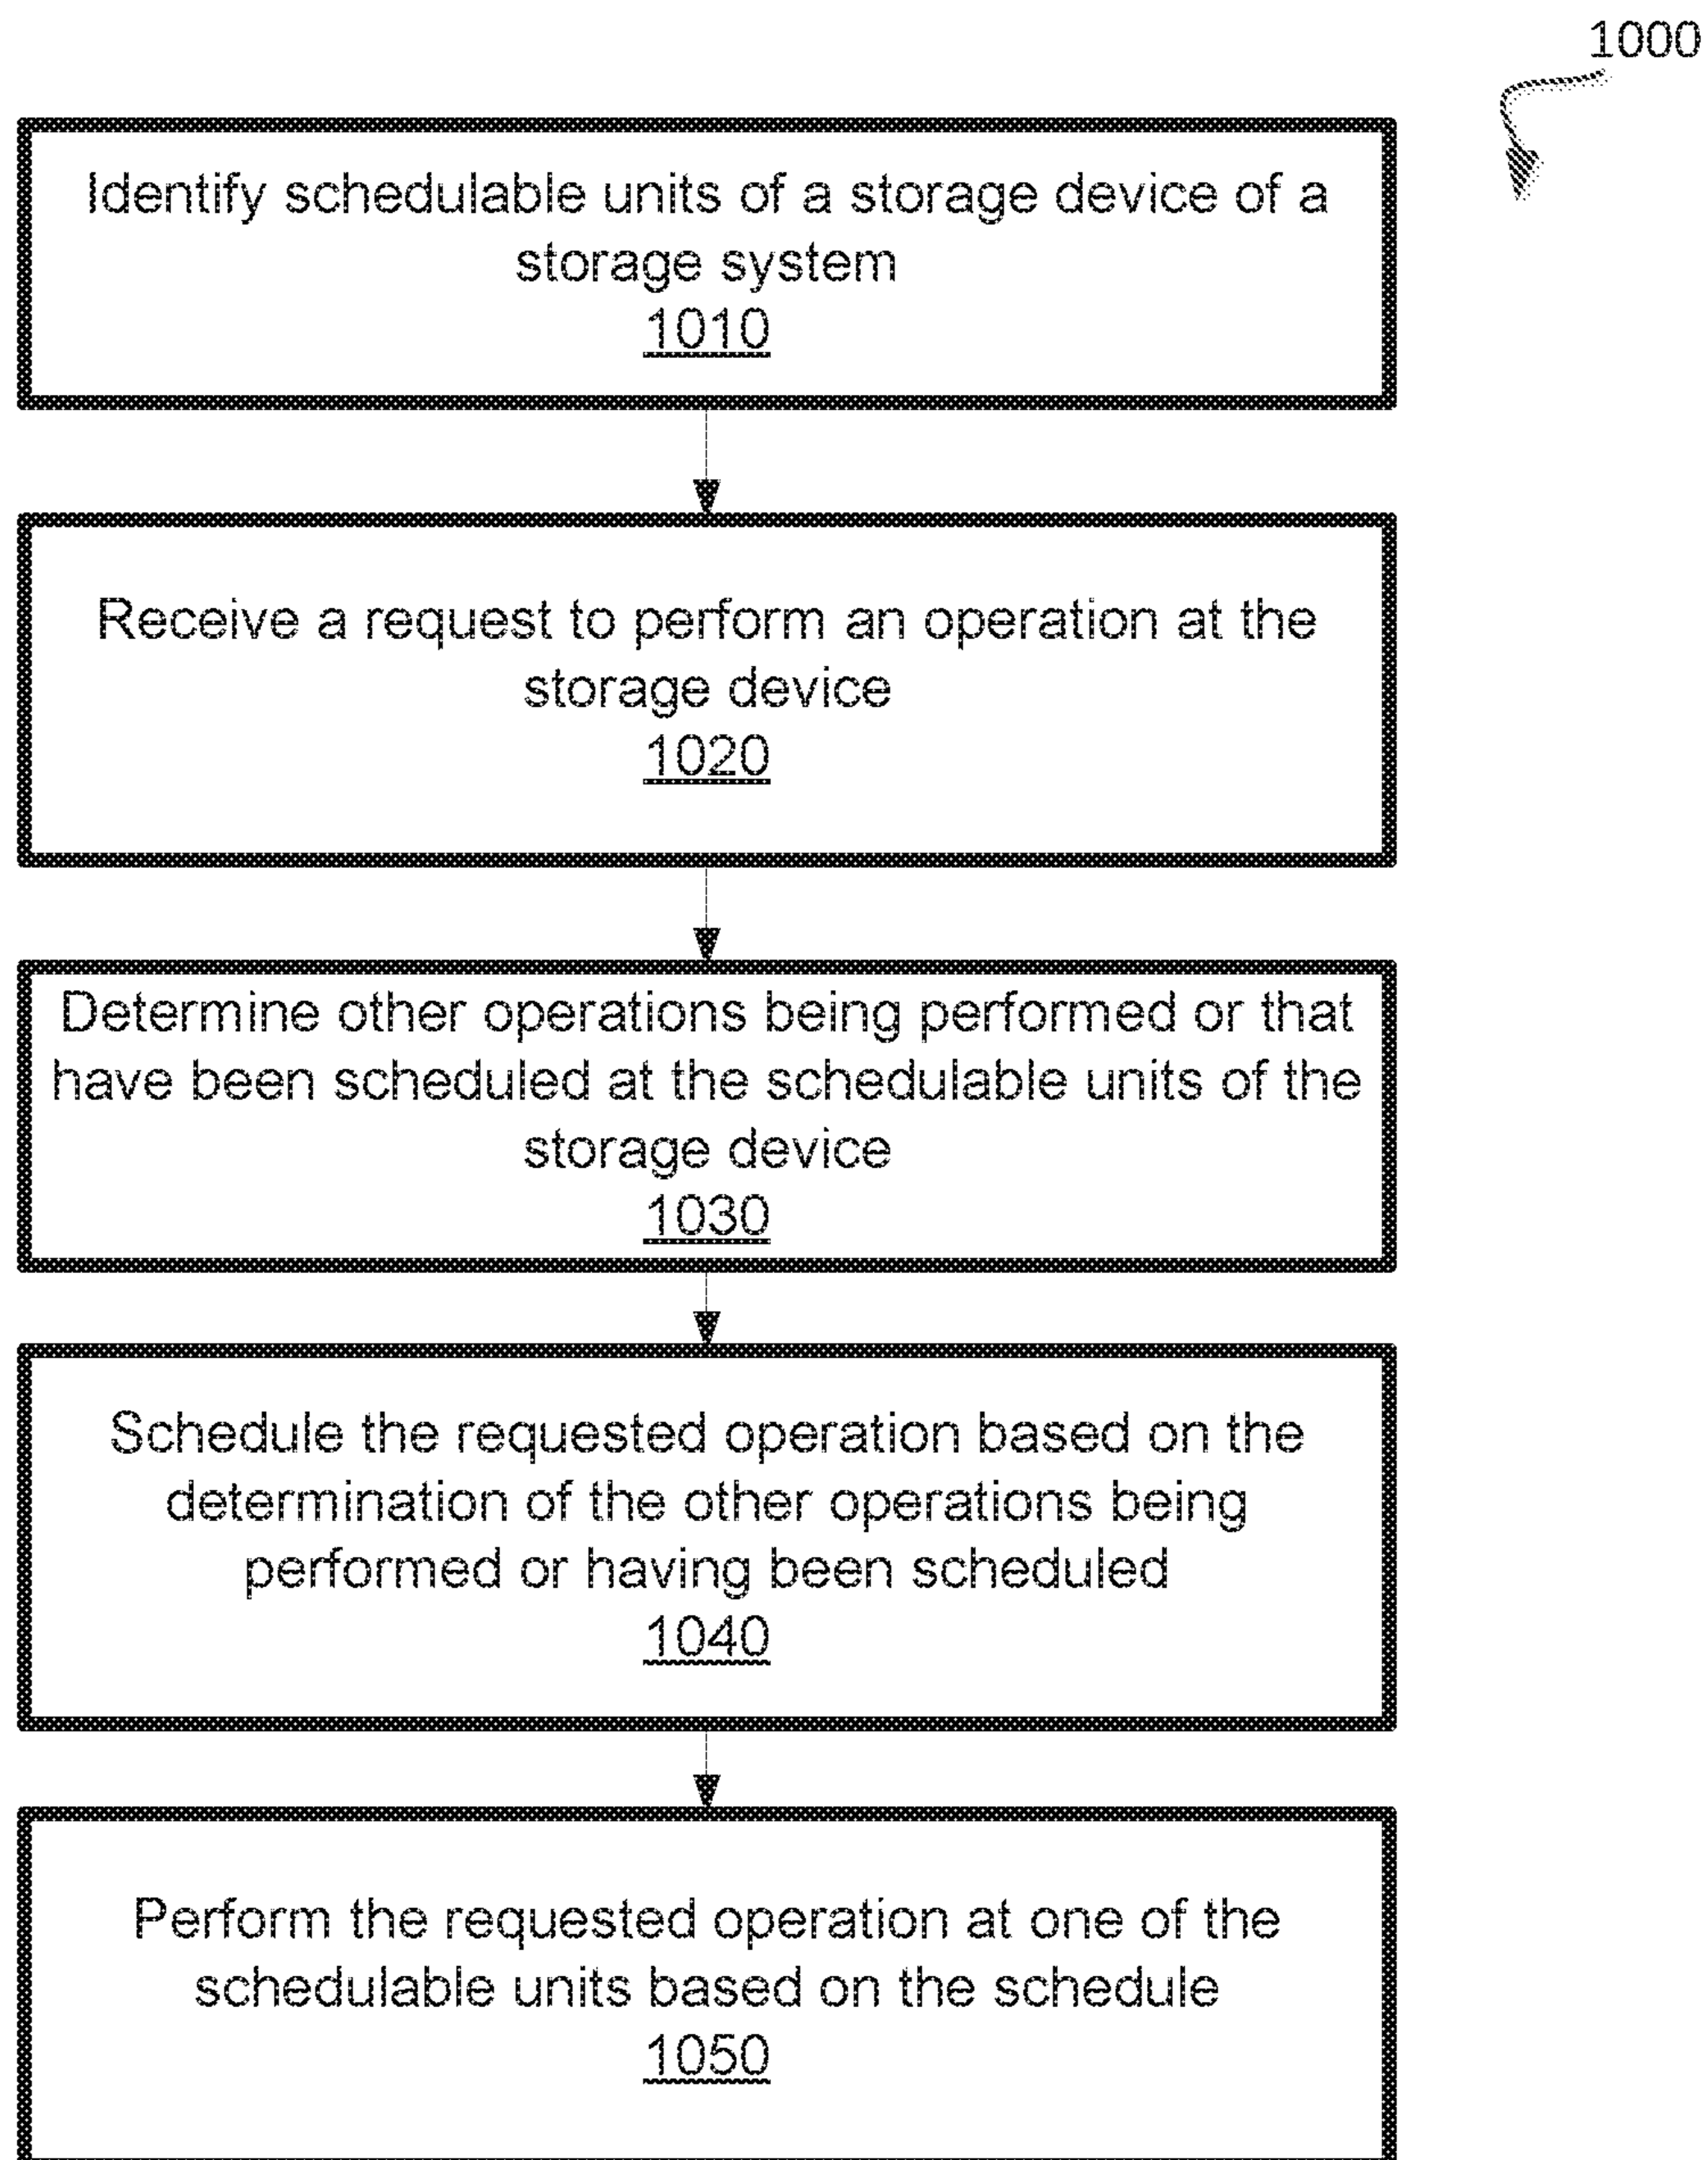 1000
Identify schedulable units of a storage device of a
storage system
1010
Receive a request to perform an operation at the
storage device
1020
Determine other operations being performed or that
have been scheduled at the schedulable units of the
storage device
1030
Schedule the requested operation based on the
determination of the other operations being
performed or having been scheduled
1040
Perform the requested operation at one of the
schedulable units based on the schedule
1050